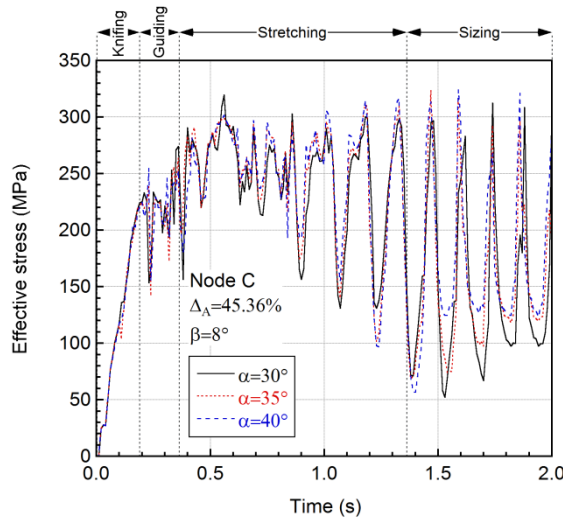 Knifing
Guiding
Stretching
Sizing
350
300
250
200
150
100
50
0
Effective stress (MPa)
Node C
Δ_A=45.36%
β=8°
α=30°
α=35°
α=40°
0.0 0.5 1.0 1.5 2.0
Time (s)